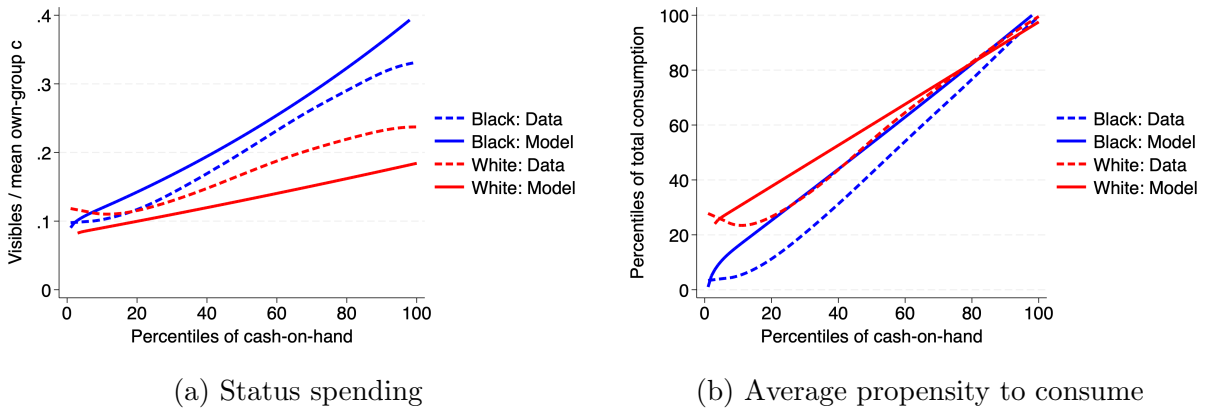 Visibles / mean own-group c
.4
.3
.2
.1
0
0
20
40
60
80
100
Percentiles of cash-on-hand
Black: Data
Black: Model
White: Data
White: Model
(a) Status spending
Percentiles of total consumption
100
80
60
40
20
0
0
20
40
60
80
100
Percentiles of cash-on-hand
Black: Data
Black: Model
White: Data
White: Model
(b) Average propensity to consume